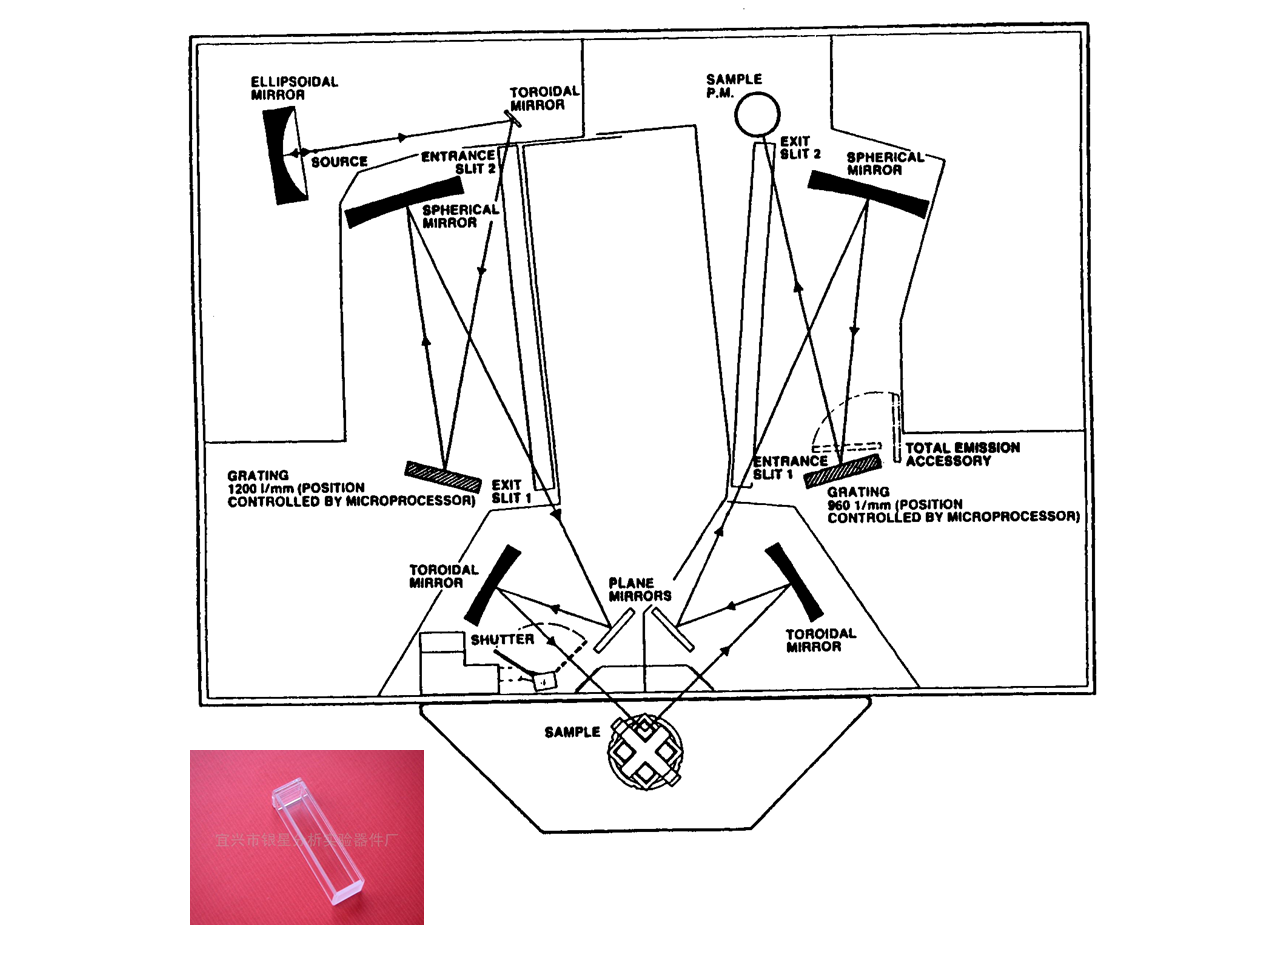 ELLIPSOIDAL
MIRROR
TOROIDAL
MIRROR
SOURCE
ENTRANCE
SLIT 2
SPHERICAL
MIRROR
SAMPLE
P.M.
EXIT
SLIT 2
SPHERICAL
MIRROR
GRATING
1200 l/mm (POSITION
CONTROLLED BY MICROPROCESSOR)
EXIT
SLIT 1
ENTRANCE
SLIT 1
TOTAL EMISSION
ACCESSORY
GRATING
960 1/mm (POSITION
CONTROLLED BY MICROPROCESSOR)
TOROIDAL
MIRROR
PLANE
MIRRORS
SHUTTER
TOROIDAL
MIRROR
SAMPLE
宜兴市银星分析实验器件厂